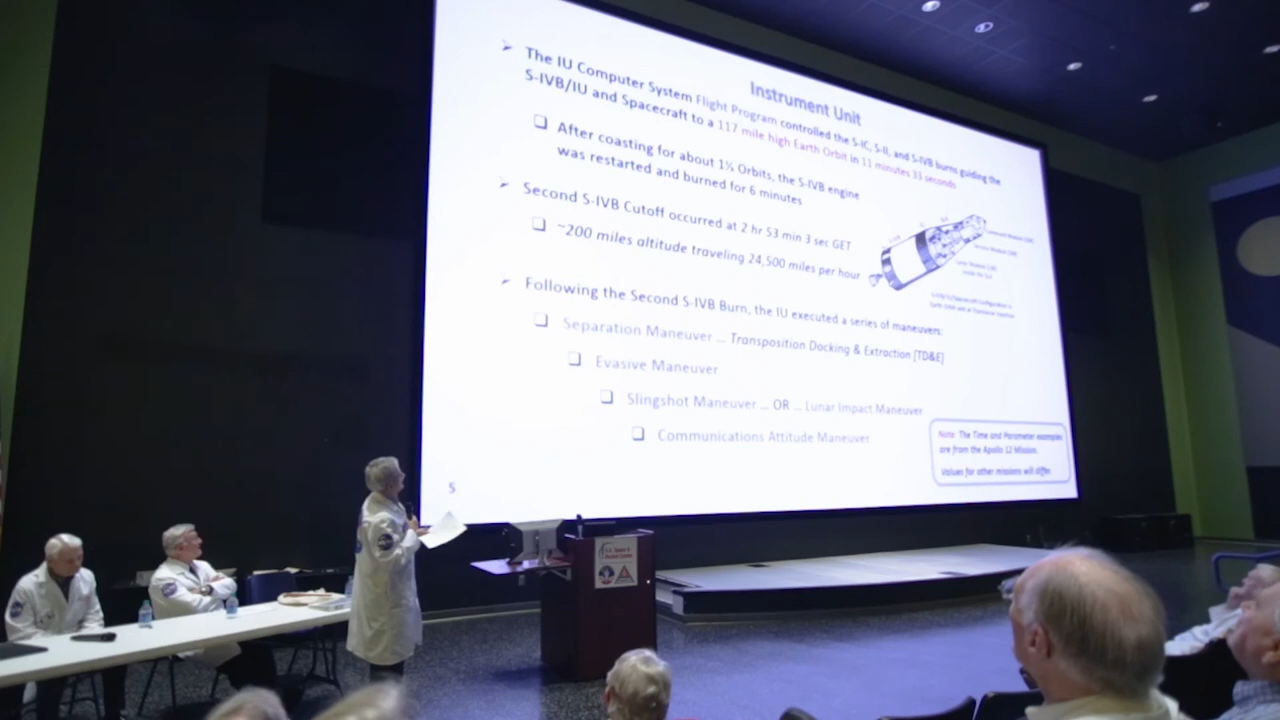 Instrument Unit
The IU Computer System Flight Program controlled the S-IC, S-II, and S-IVB burns guiding the
S-IVB/IU and Spacecraft to a 117 mile high Earth Orbit in 11 minutes 33 seconds
After coasting for about 1½ Orbits, the S-IVB engine
was restarted and burned for 6 minutes
Second S-IVB Cutoff occurred at 2 hr 53 min 3 sec GET
~200 miles altitude traveling 24,500 miles per hour
Following the Second S-IVB Burn, the IU executed a series of maneuvers:
Separation Maneuver ... Transposition Docking & Extraction [TD&E]
Evasive Maneuver
Slingshot Maneuver ... OR ... Lunar Impact Maneuver
Communications Attitude Maneuver
Note: The Time and Parameter examples
are from the Apollo 12 Mission.
Values for other missions will differ.
5
U.S. Space &
Rocket Center